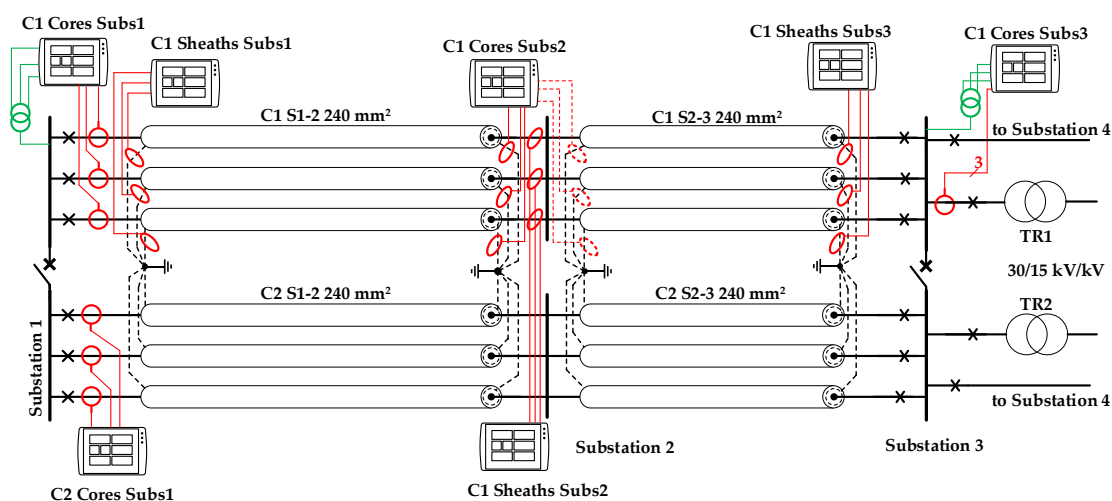 C1 Cores Subs1
C1 Sheaths Subs1
C1 Cores Subs2
C1 Sheaths Subs3
C1 Cores Subs3
C1 S1-2 240 mm²
C1 S2-3 240 mm²
to Substation 4
3
TR1
30/15 kV/kV
C2 S1-2 240 mm²
C2 S2-3 240 mm²
TR2
Substation 1
to Substation 4
Substation 2
Substation 3
C2 Cores Subs1
C1 Sheaths Subs2